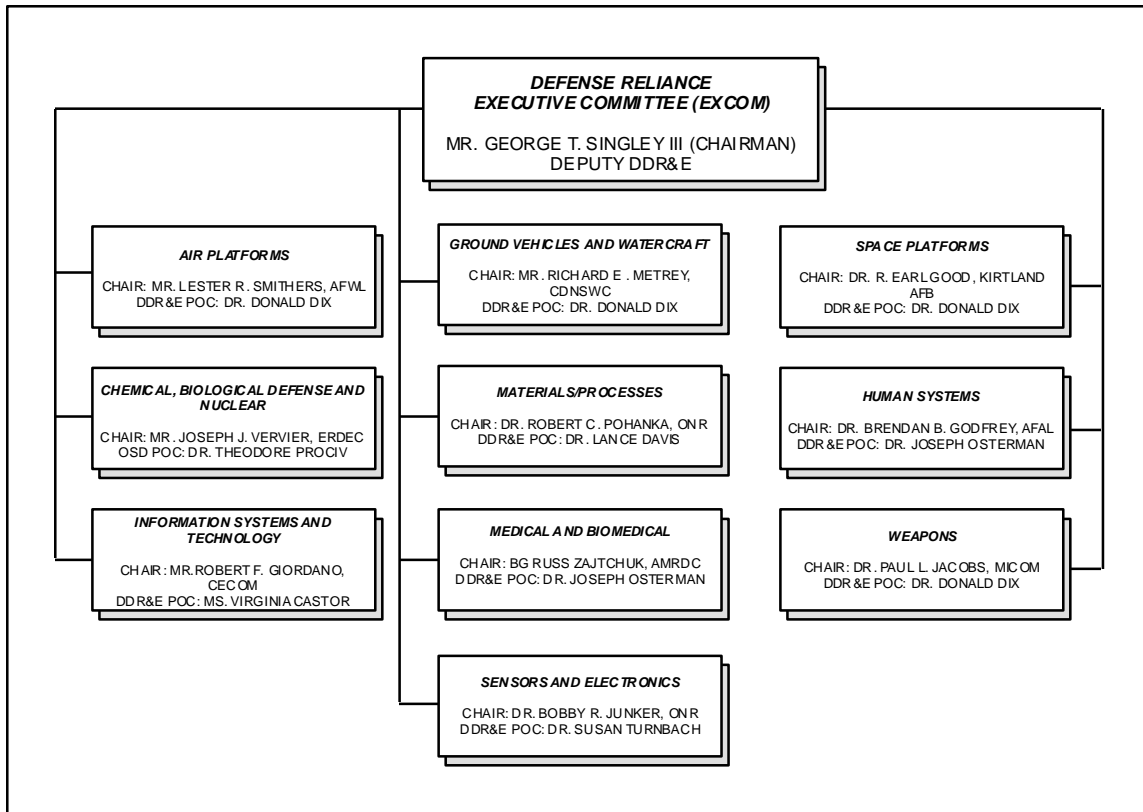 DEFENSE RELIANCE
EXECUTIVE COMMITTEE (EXCOM)
MR. GEORGE T. SINGLEY III (CHAIRMAN)
DEPUTY DDR&E
AIR PLATFORMS
CHAIR: MR. LESTER R. SMITHERS, AFWL
DDR&E POC: DR. DONALD DIX
GROUND VEHICLES AND WATERCRAFT
CHAIR: MR. RICHARD E. METREY,
CDNSWC
DDR&E POC: DR. DONALD DIX
SPACE PLATFORMS
CHAIR: DR. R. EARL GOOD, KIRTLAND
AFB
DDR&E POC: DR. DONALD DIX
CHEMICAL, BIOLOGICAL DEFENSE AND
NUCLEAR
CHAIR: MR. JOSEPH J. VERVIER, ERDEC
OSD POC: DR. THEODORE PROCIV
MATERIALS/PROCESSES
CHAIR: DR. ROBERT C. POHANKA, ONR
DDR&E POC: DR. LANCE DAVIS
HUMAN SYSTEMS
CHAIR: DR. BRENDAN B. GODFREY, AFAL
DDR&E POC: DR. JOSEPH OSTERMAN
INFORMATION SYSTEMS AND
TECHNOLOGY
CHAIR: MR. ROBERT F. GIORDANO,
CECOM
DDR&E POC: MS. VIRGINIA CASTOR
MEDICAL AND BIOMEDICAL
CHAIR: BG RUSS ZAJTCHUK, AMRDC
DDR&E POC: DR. JOSEPH OSTERMAN
WEAPONS
CHAIR: DR. PAUL L. JACOBS, MICOM
DDR&E POC: DR. DONALD DIX
SENSORS AND ELECTRONICS
CHAIR: DR. BOBBY R. JUNKER, ONR
DDR&E POC: DR. SUSAN TURNBACH